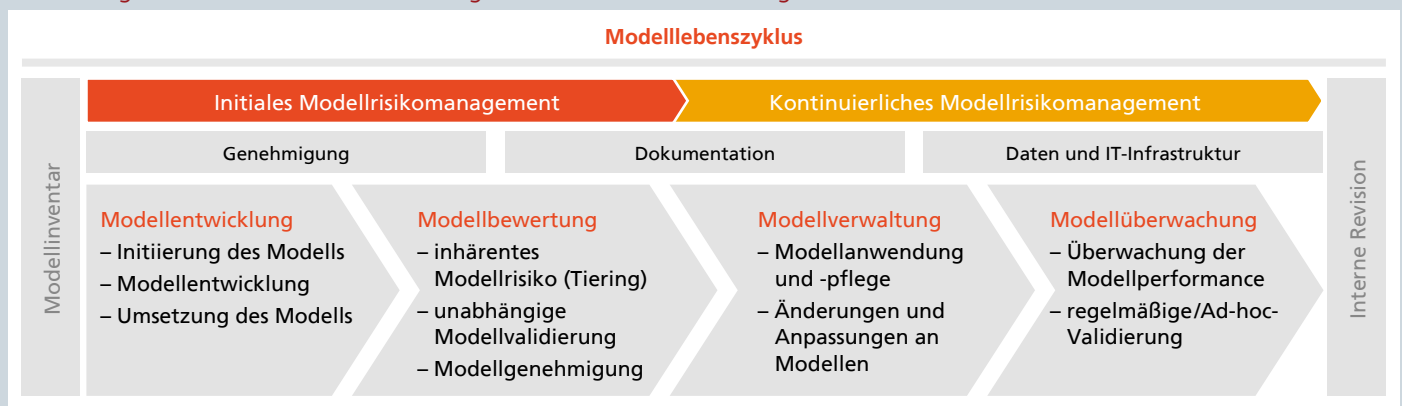 Modelllebenszyklus
Initiales Modellrisikomanagement
Kontinuierliches Modellrisikomanagement
Genehmigung
Dokumentation
Daten und IT-Infrastruktur
Modellinventar
Modellentwicklung
– Initiierung des Modells
– Modellentwicklung
– Umsetzung des Modells
Modellbewertung
– inhärentes
Modellrisiko (Tiering)
– unabhängige
Modellvalidierung
– Modellgenehmigung
Modellverwaltung
– Modellanwendung
und -pflege
– Änderungen und
Anpassungen an
Modellen
Modellüberwachung
– Überwachung der
Modellperformance
– regelmäßige/Ad-hoc-
Validierung
Interne Revision